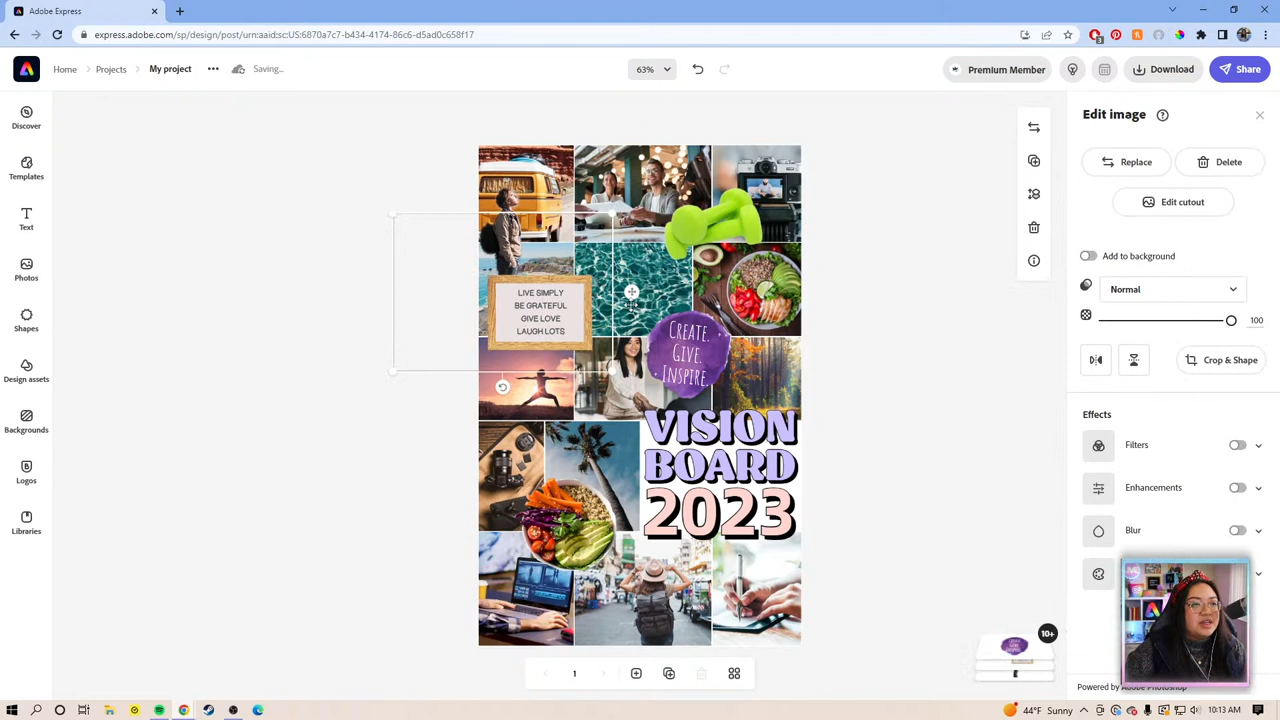 Adobe Express
express.adobe.com/sp/design/post/urn:aaid:sc:US:6870a7c7-b434-4174-86c6-d5ad0c658f17
Home
Projects
My project
Saving...
63%
Premium Member
Download
Share
Discover
Templates
Text
Photos
Shapes
Design assets
Backgrounds
Logos
Libraries
LIVE SIMPLY
BE GRATEFUL
GIVE LOVE
LAUGH LOTS
CREATE.
GIVE.
INSPIRE.
VISION
BOARD
2023
Edit image
Replace
Delete
Edit cutout
Add to background
Normal
100
Crop & Shape
Effects
Filters
Enhancements
Blur
10+
1
Powered by Adobe Photoshop
44°F Sunny
10:13 AM